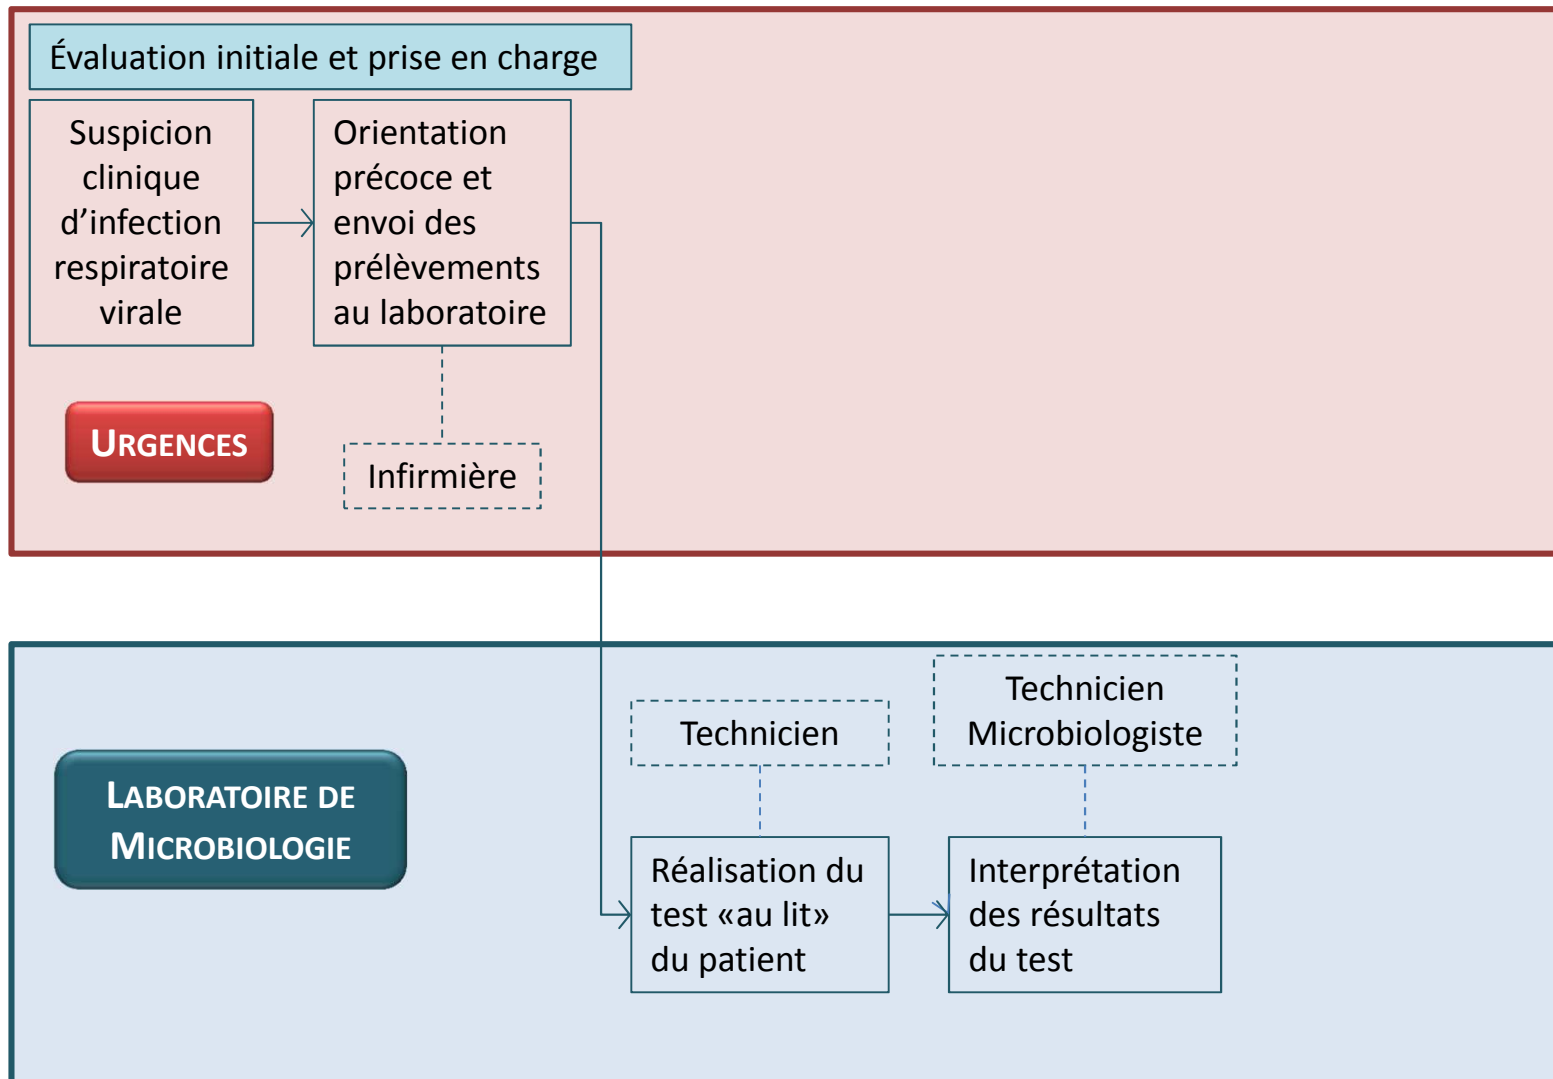 Évaluation initiale et prise en charge
Suspicion
clinique
d’infection
respiratoire
virale
Orientation
précoce et
envoi des
prélèvements
au laboratoire
URGENCES
Infirmière
Technicien
Technicien
Microbiologiste
LABORATOIRE DE
MICROBIOLOGIE
Réalisation du
test «au lit»
du patient
Interprétation
des résultats
du test